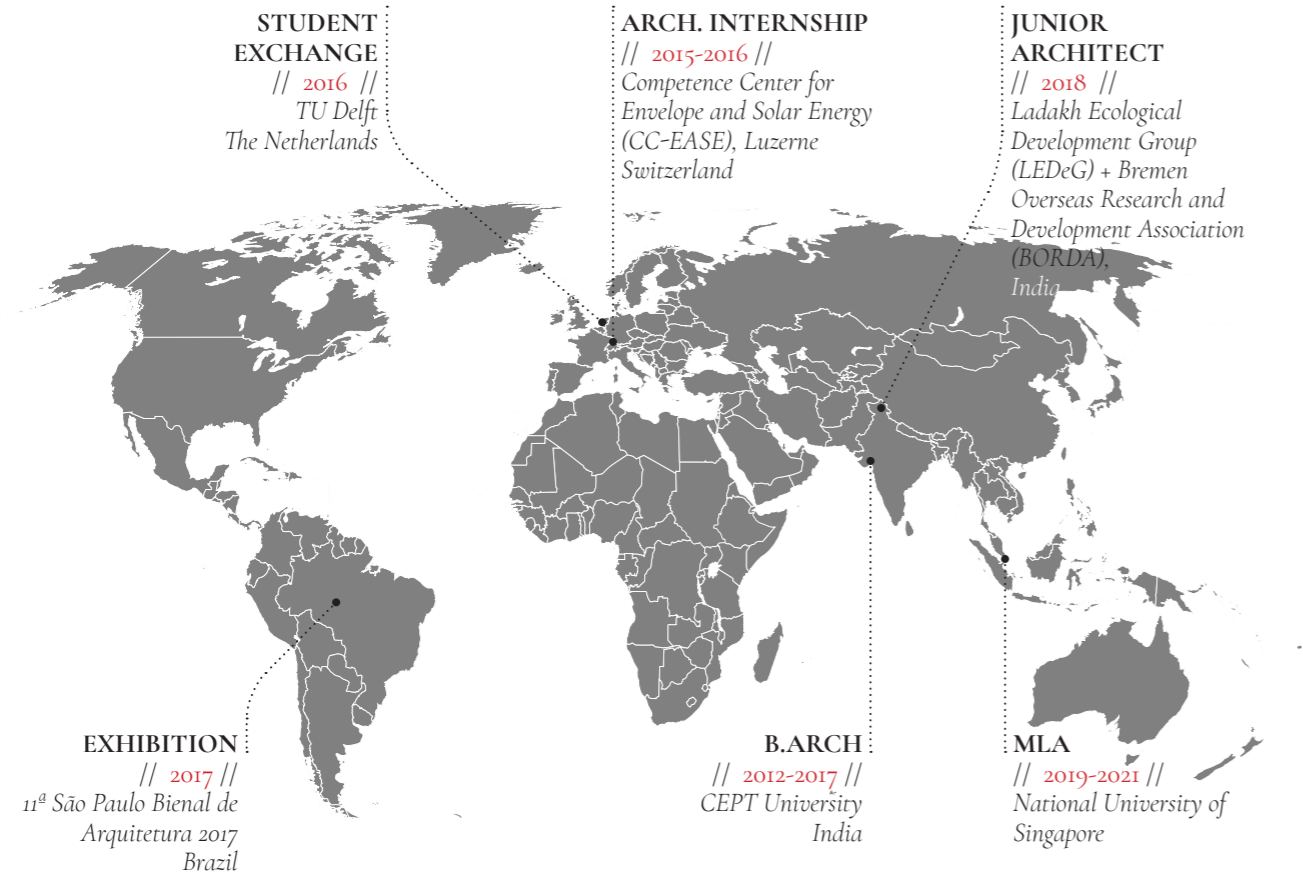 STUDENT
EXCHANGE
// 2016 //
TU Delft
The Netherlands
ARCH. INTERNSHIP
// 2015-2016 //
Competence Center for
Envelope and Solar Energy
(CC-EASE), Luzerne
Switzerland
JUNIOR
ARCHITECT
// 2018 //
Ladakh Ecological
Development Group
(LEDeG) + Bremen
Overseas Research and
Development Association
(BORDA),
India
EXHIBITION
// 2017 //
11ª São Paulo Bienal de
Arquitetura 2017
Brazil
B.ARCH
// 2012-2017 //
CEPT University
India
MLA
// 2019-2021 //
National University of
Singapore